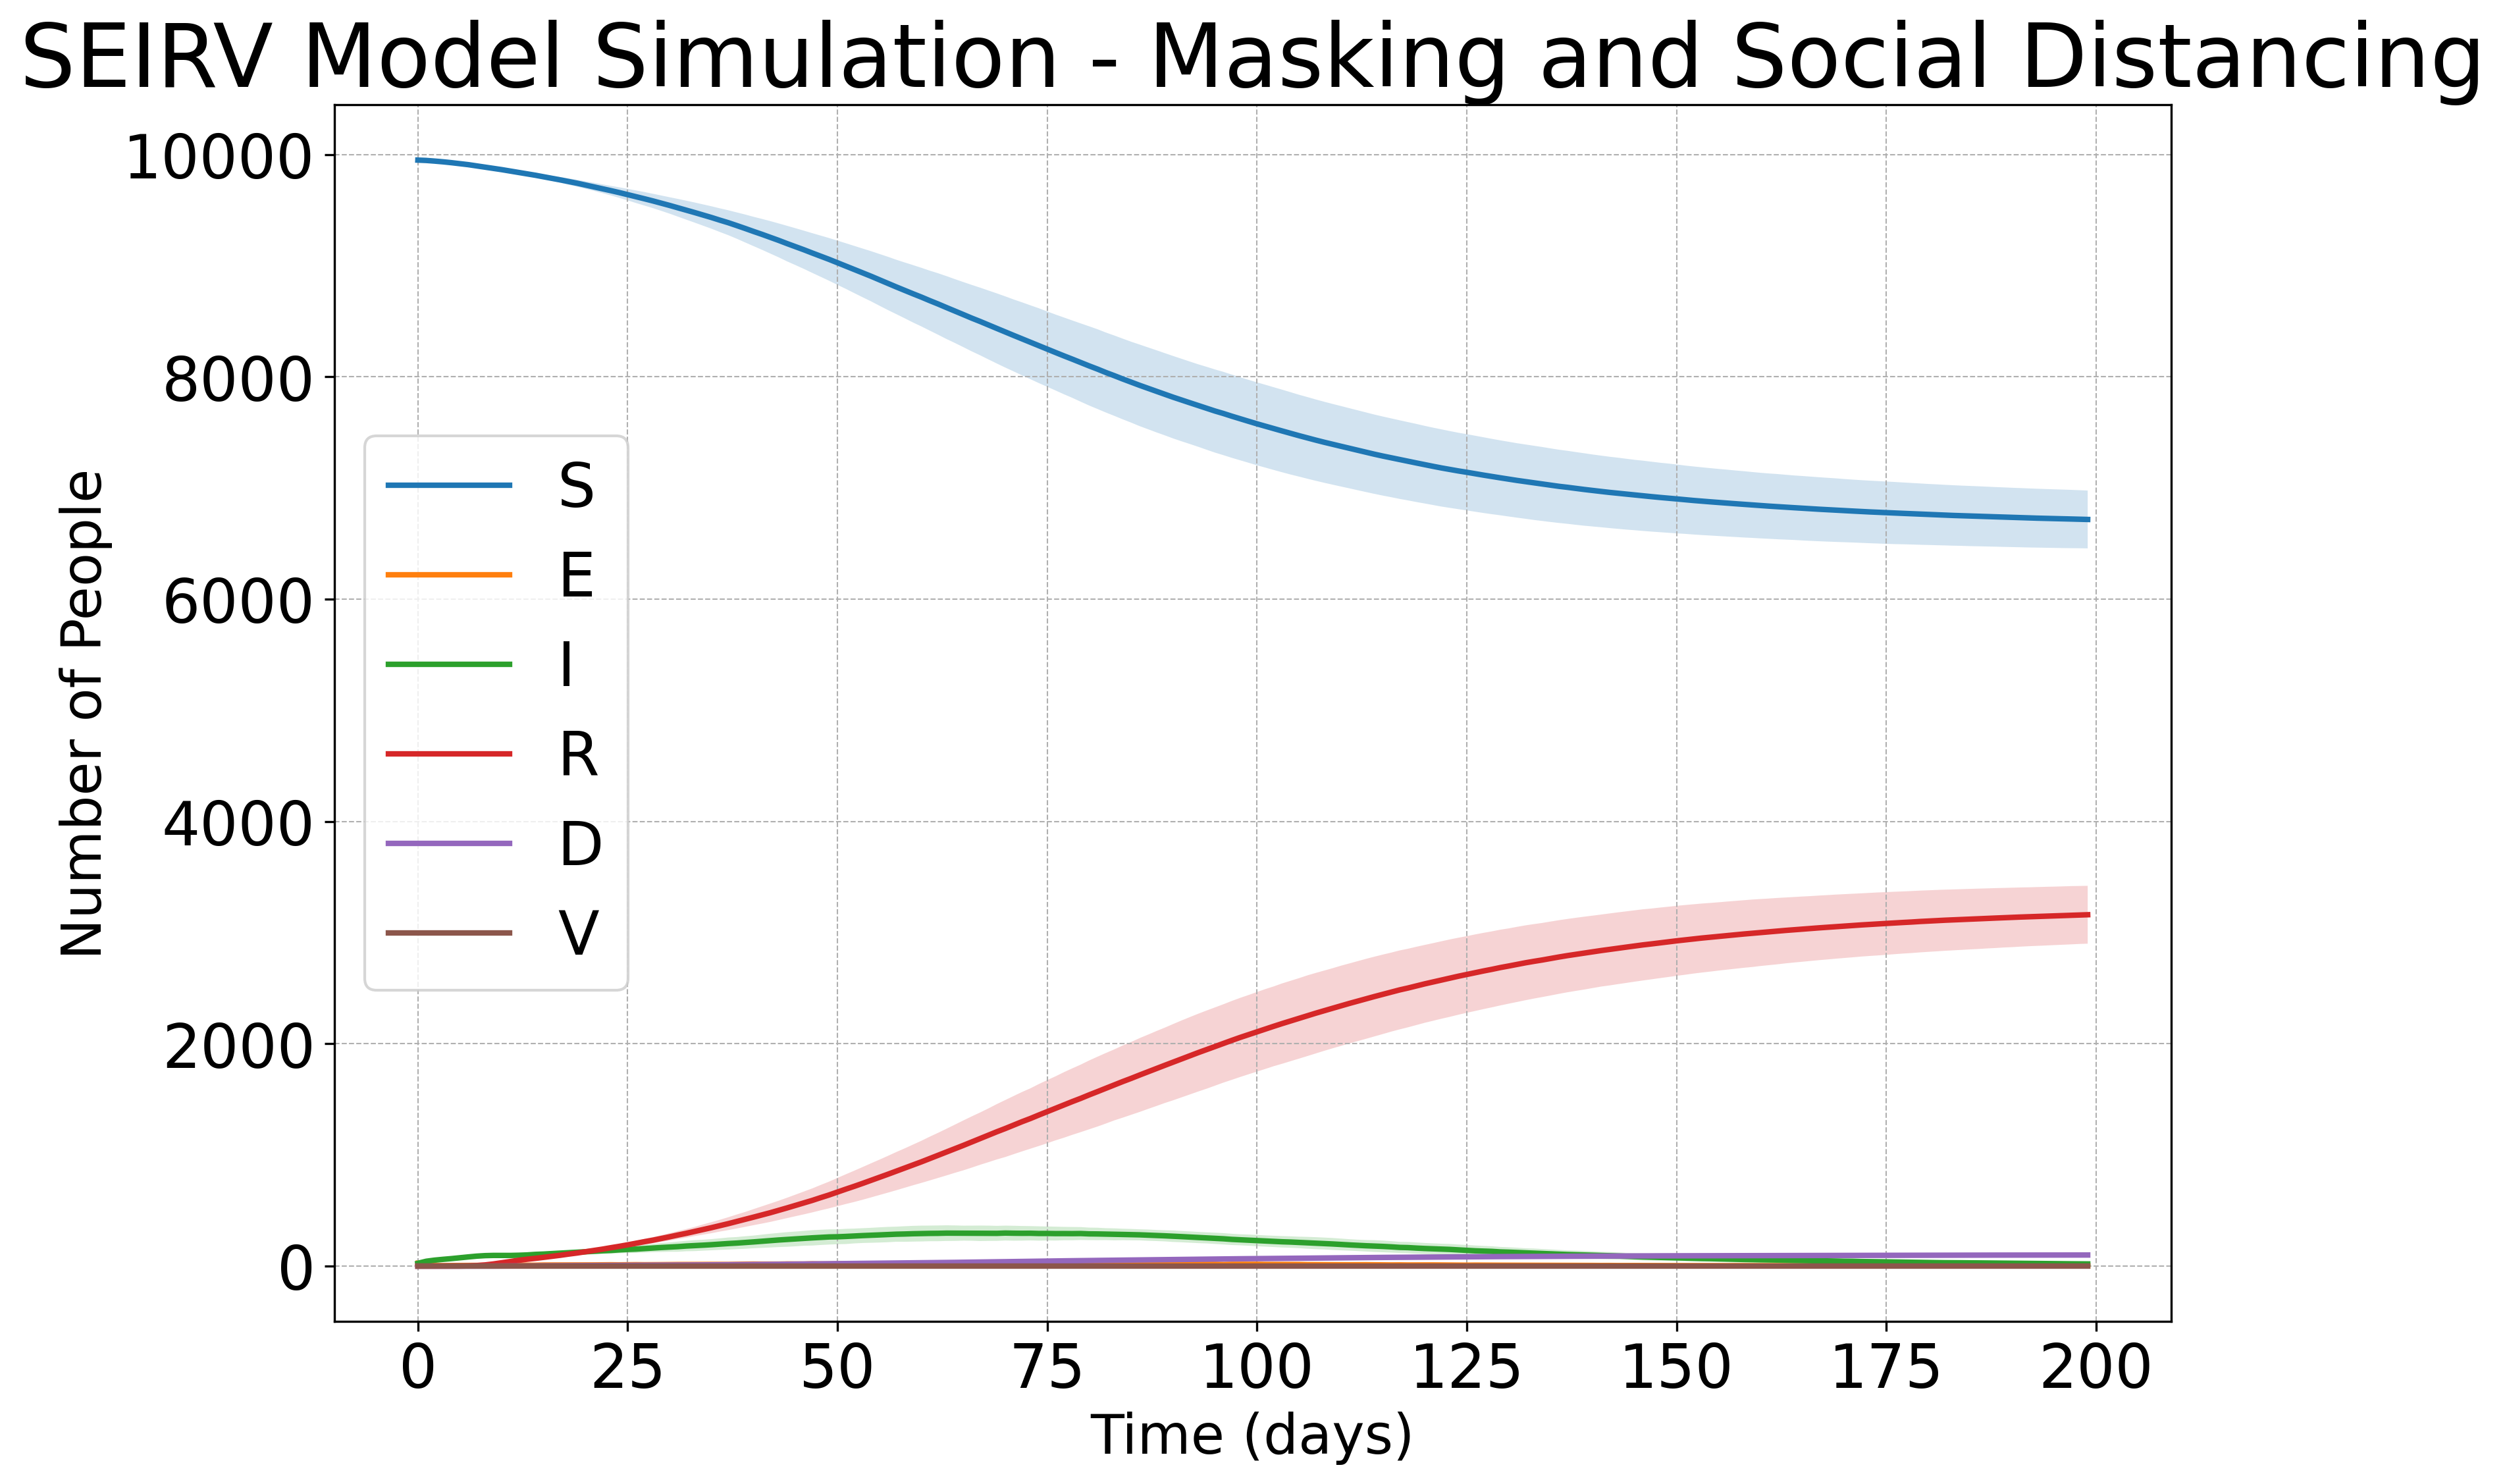 SEIRV Model Simulation - Masking and Social Distancing
Number of People
10000
8000
6000
4000
2000
0
S
E
I
R
D
V
0 25 50 75 100 125 150 175 200
Time (days)